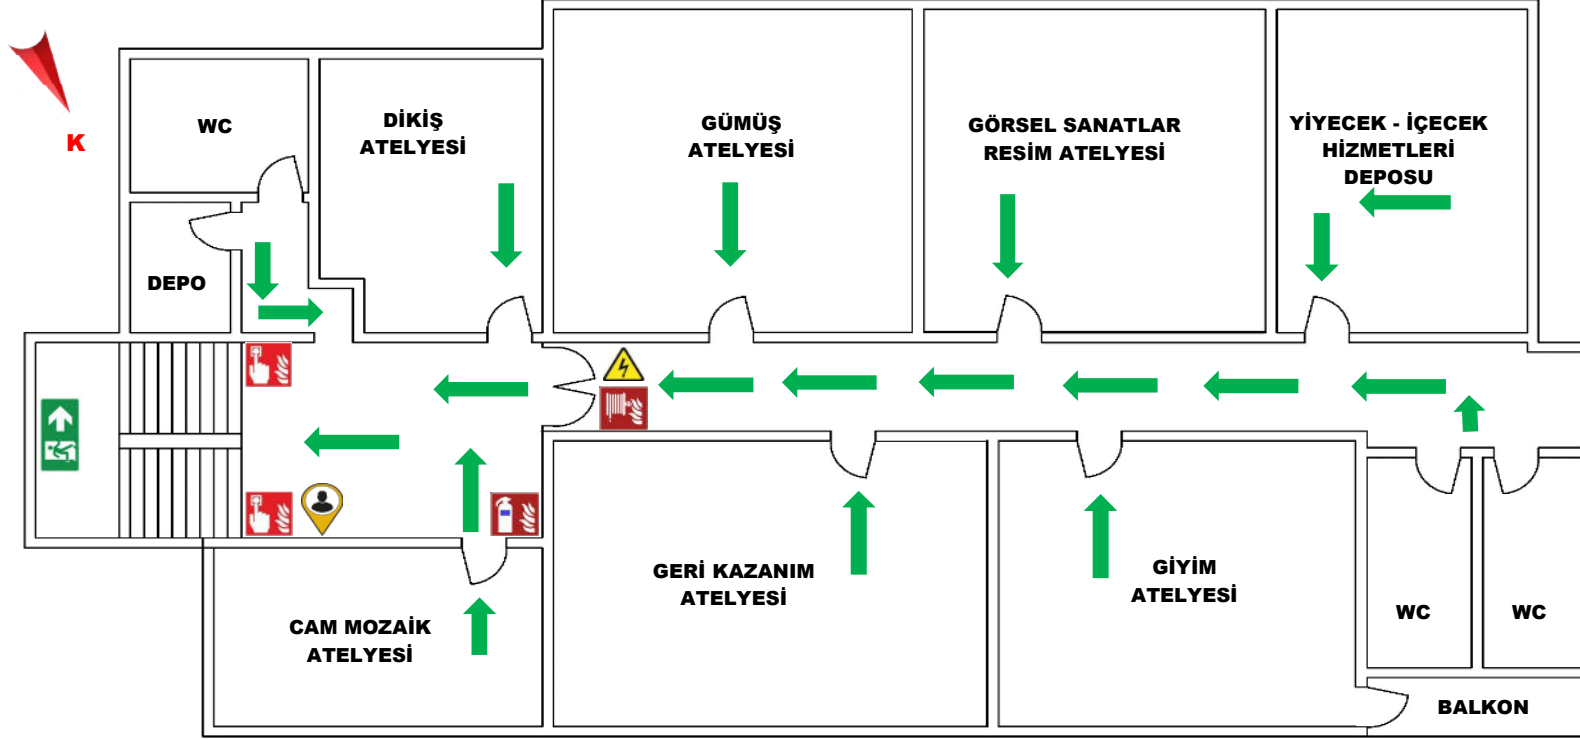 K
WC
DİKİŞ
ATELYESİ
GÜMÜŞ
ATELYESİ
GÖRSEL SANATLAR
RESİM ATELYESİ
YİYECEK - İÇECEK
HİZMETLERİ
DEPOSU
DEPO
CAM MOZAİK
ATELYESİ
GERİ KAZANIM
ATELYESİ
GİYİM
ATELYESİ
WC
WC
BALKON